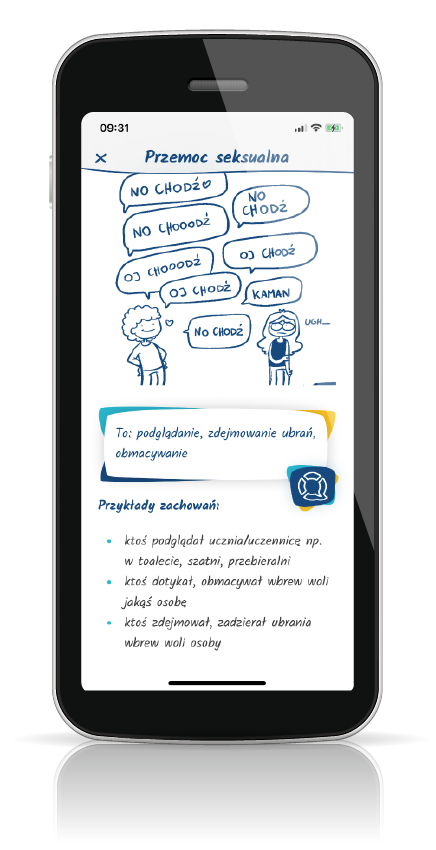 09:31
Przemoc seksualna
NO CHODŹ♡
NO CHODŹ
NO CHOOODŹ
OJ CHODŹ
OJ CHOOODŹ
OJ CHODŹ
KAMAN
NO CHODŹ
UGH...
To: podglądanie, zdejmowanie ubrań,
obmacywanie
Przykłady zachowań:
• ktoś podglądał ucznia/uczennicę np.
w toalecie, szatni, przebieralni
• ktoś dotykał, obmacywał wbrew woli
jakąś osobę
• ktoś zdejmował, zadzierał ubrania
wbrew woli osoby